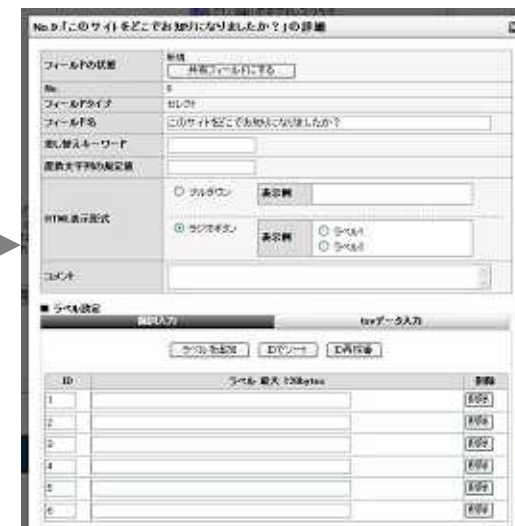 No.9「このサイトをどこでお知りになりましたか？」の詳細
フィールドの状態
新規
共有フィールドにする
No.
フィールドタイプ
セレクト
フィールド名
このサイトをどこでお知りになりましたか？
差し替えキーワード
置換文字列の規定値
HTML表示形式
プルダウン
表示例
ラジオボタン
表示例
ラベル1
ラベル2
コメント
■ ラベル設定
個別入力
tsvデータ入力
ラベルを追加
IDでソート
ID再採番
ID
ラベル 最大 128bytes
削除
1
削除
2
削除
3
削除
4
削除
5
削除
6
削除